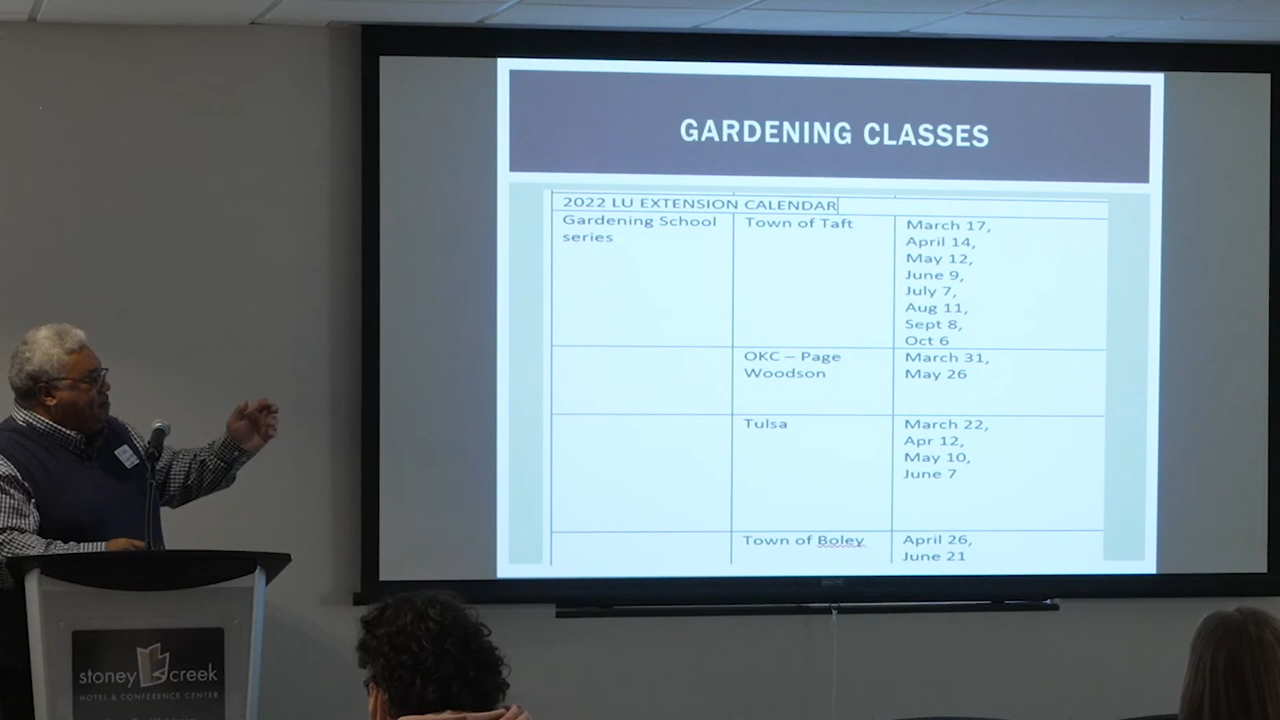 GARDENING CLASSES
2022 LU EXTENSION CALENDAR
Gardening School
series
Town of Taft
March 17,
April 14,
May 12,
June 9,
July 7,
Aug 11,
Sept 8,
Oct 6
OKC – Page
Woodson
March 31,
May 26
Tulsa
March 22,
Apr 12,
May 10,
June 7
Town of Boley
April 26,
June 21
stoney creek
HOTEL & CONFERENCE CENTER